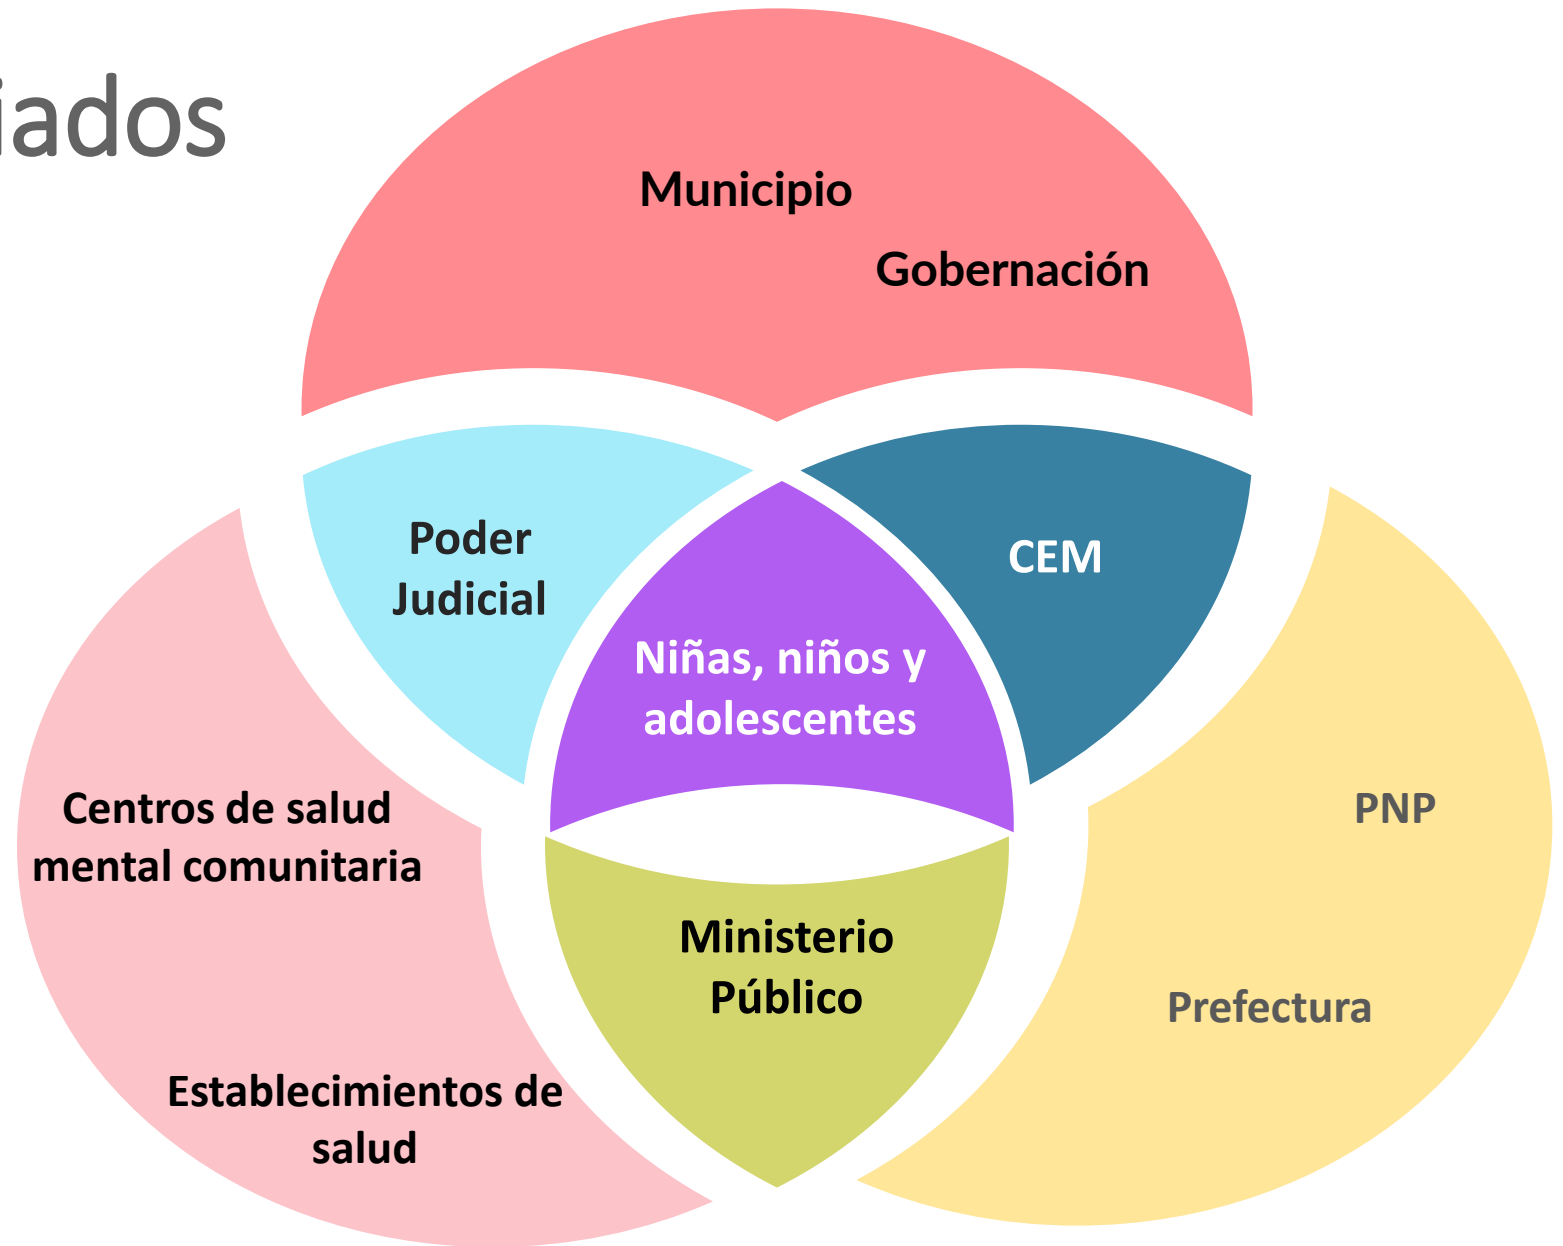 iados
Municipio
Gobernación
Poder
Judicial
CEM
Niñas, niños y
adolescentes
Centros de salud
mental comunitaria
PNP
Ministerio
Público
Prefectura
Establecimientos de
salud